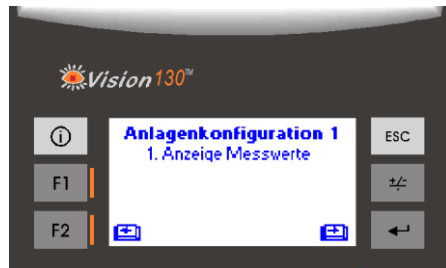 Vision130™
ⓘ
Anlagenkonfiguration 1
ESC
1. Anzeige Messwerte
F1
+/-
F2